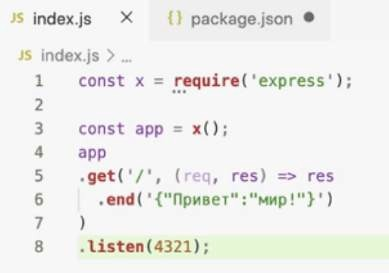 JS index.js × {} package.json ●
JS index.js > ...
1 const x = require('express');
2
3 const app = x();
4 app
5 .get('/', (req, res) => res
6 .end('{"Привет":"мир!"}')
7 )
8 .listen(4321);